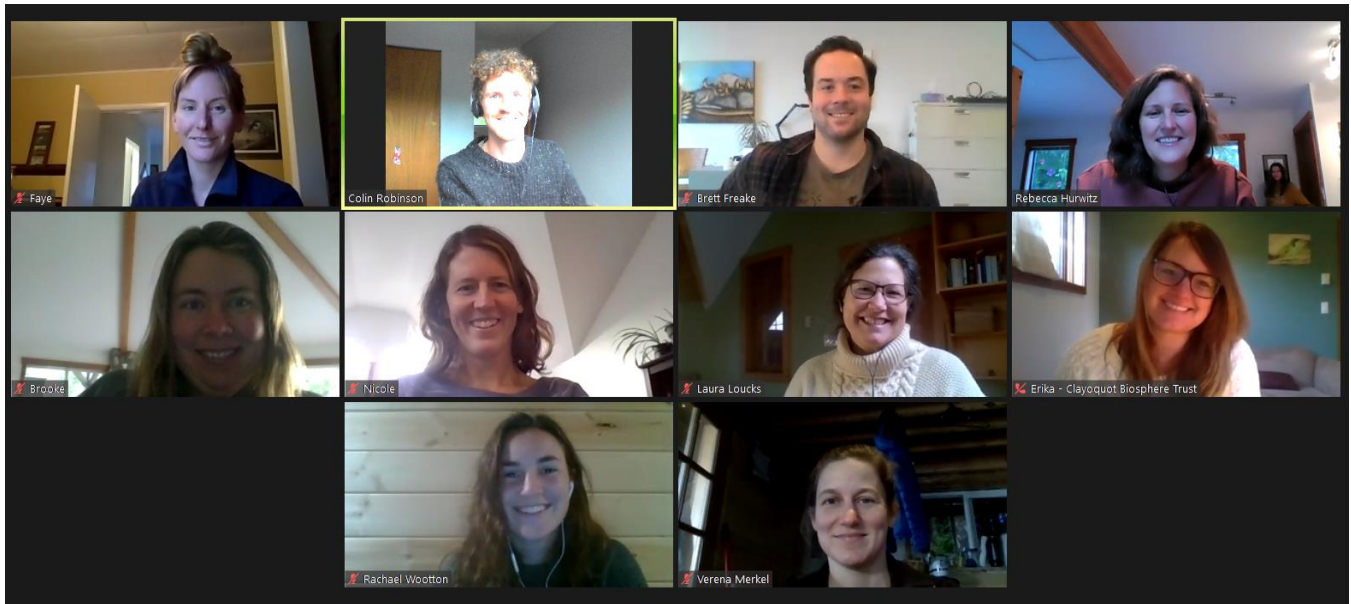 Faye
Colin Robinson
Brett Freake
Rebecca Hurwitz
Brooke
Nicole
Laura Loucks
Erika - Clayoquot Biosphere Trust
Rachael Wootton
Verena Merkel